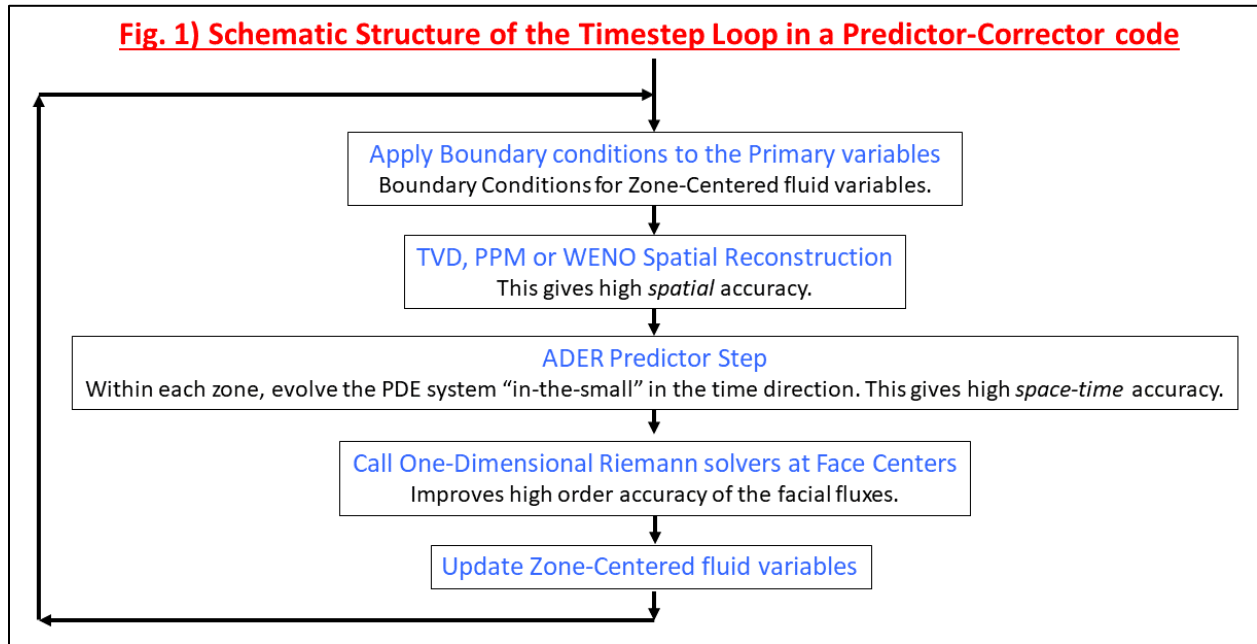 Fig. 1) Schematic Structure of the Timestep Loop in a Predictor-Corrector code
Apply Boundary conditions to the Primary variables
Boundary Conditions for Zone-Centered fluid variables.
TVD, PPM or WENO Spatial Reconstruction
This gives high spatial accuracy.
ADER Predictor Step
Within each zone, evolve the PDE system “in-the-small” in the time direction. This gives high space-time accuracy.
Call One-Dimensional Riemann solvers at Face Centers
Improves high order accuracy of the facial fluxes.
Update Zone-Centered fluid variables